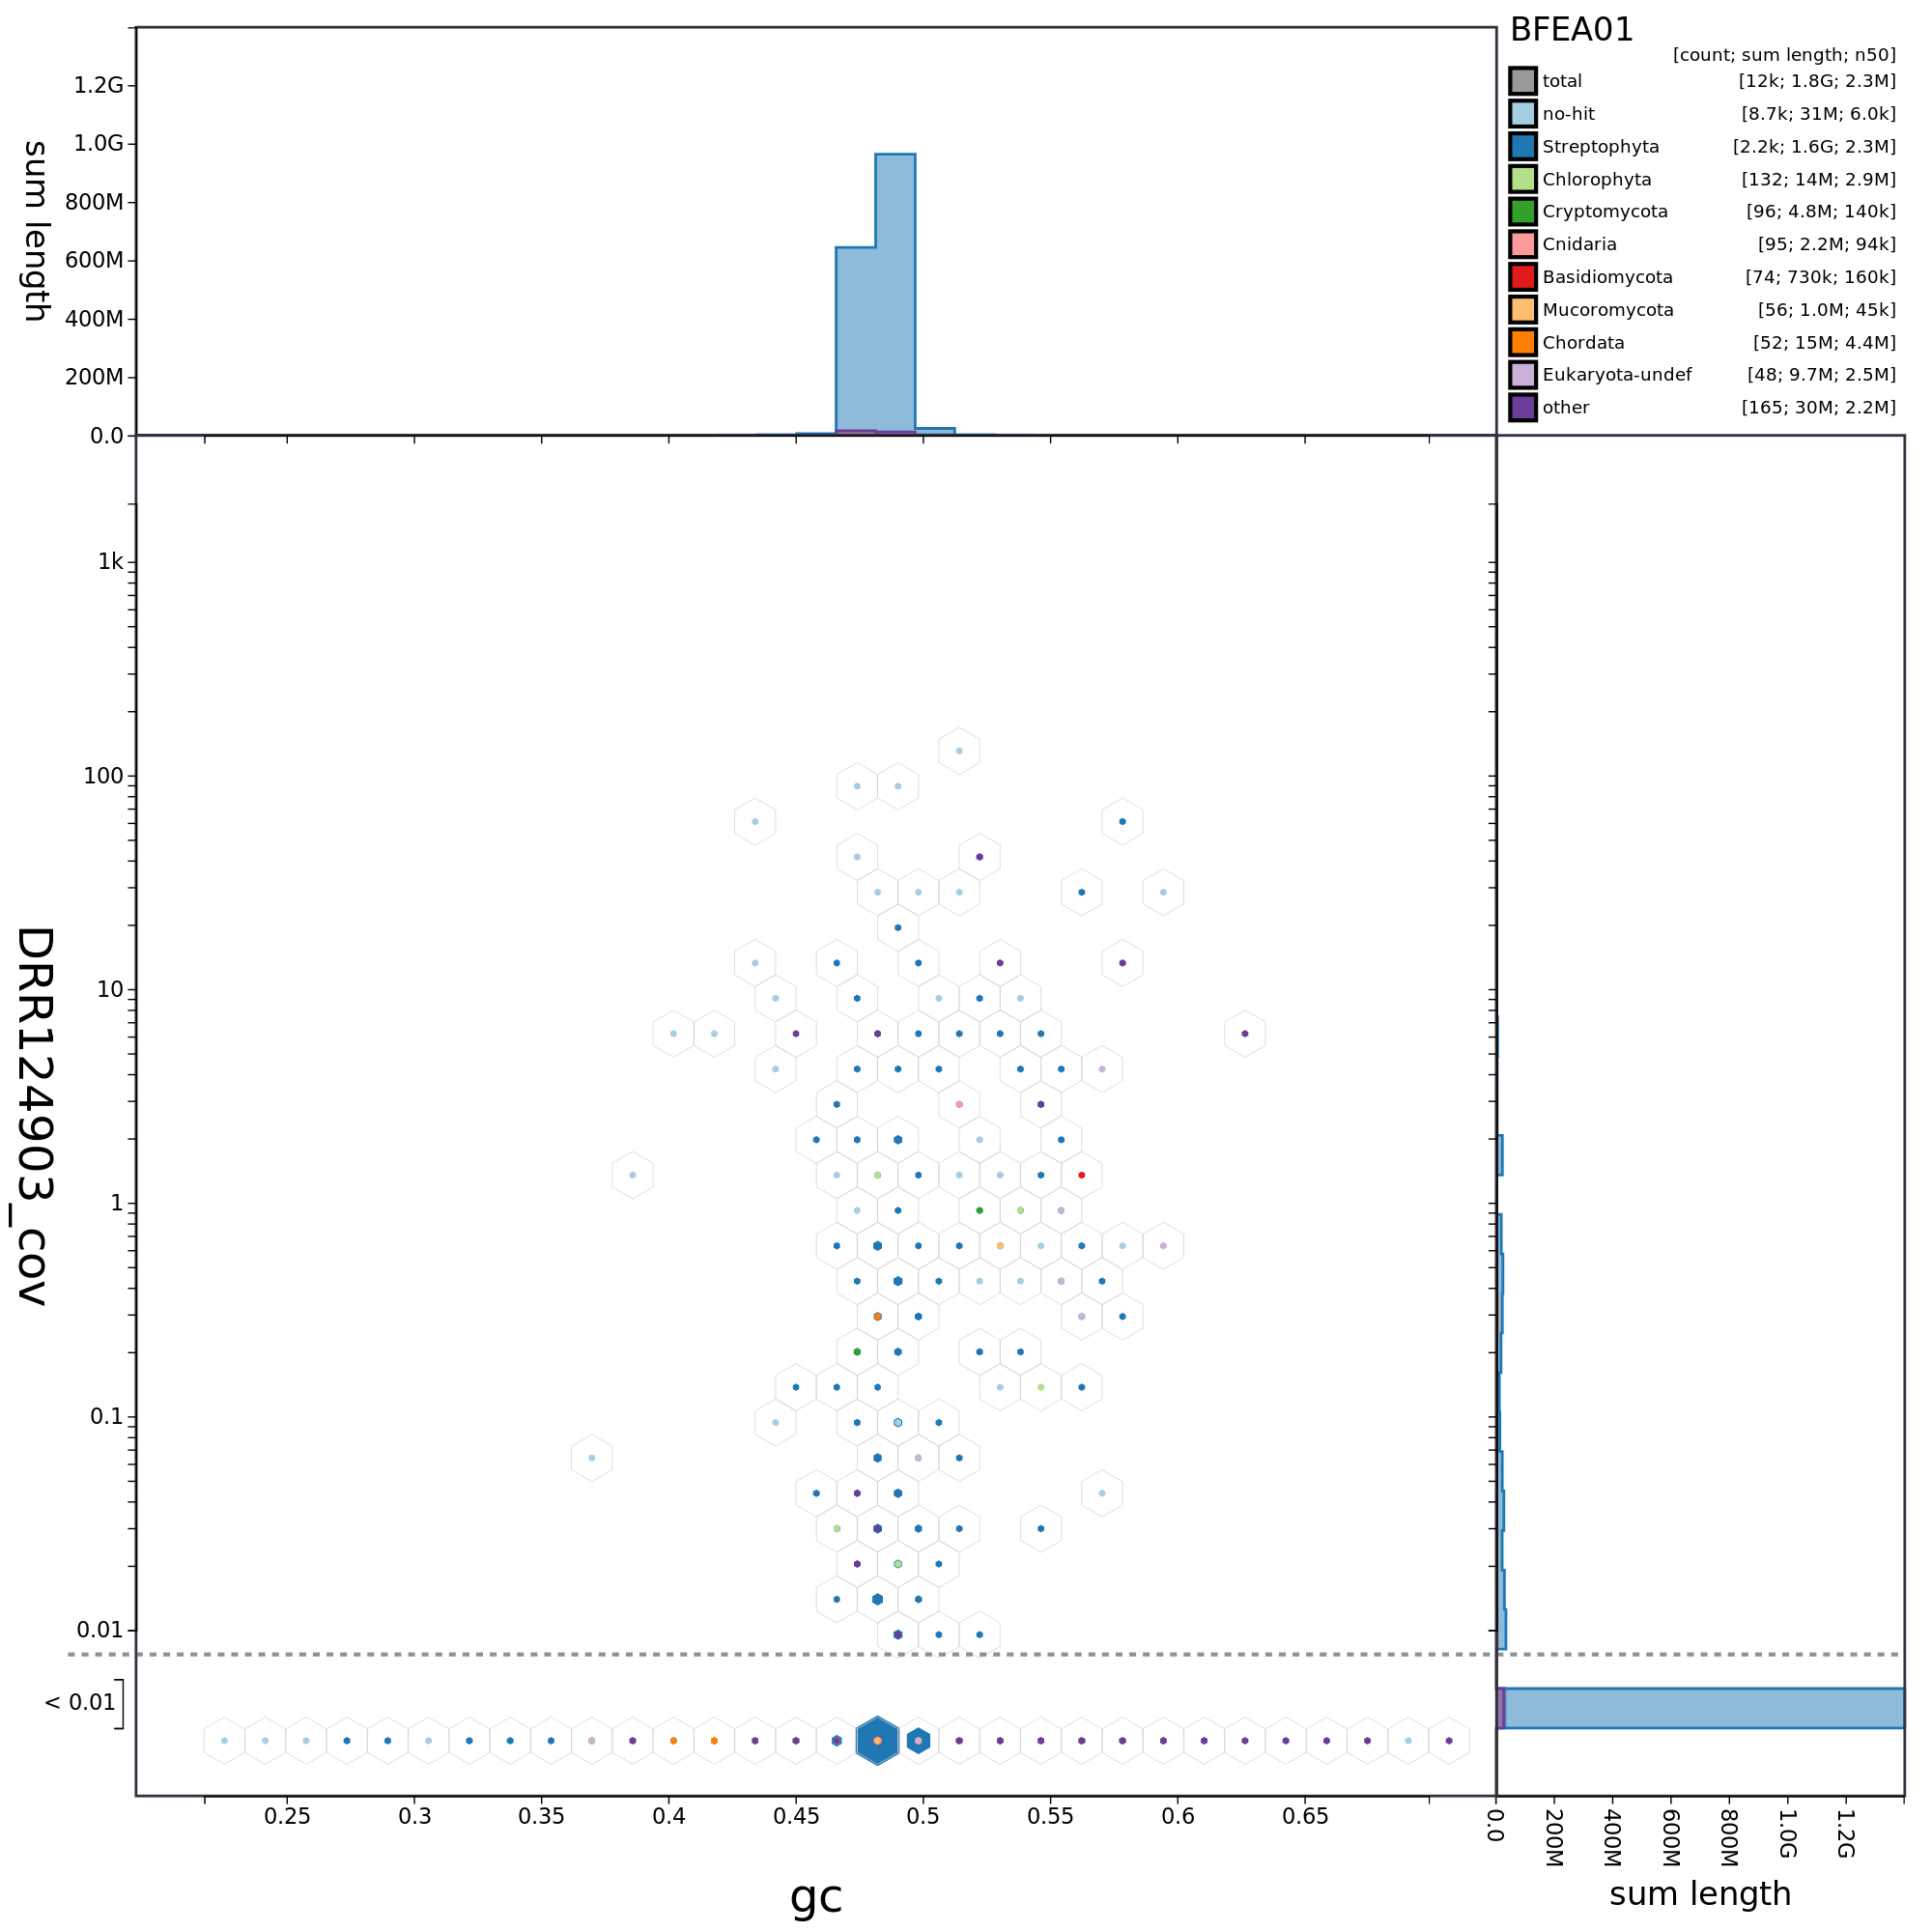 BFEA01
[count; sum length; n50]
total [12k; 1.8G; 2.3M]
no-hit [8.7k; 31M; 6.0k]
Streptophyta [2.2k; 1.6G; 2.3M]
Chlorophyta [132; 14M; 2.9M]
Cryptomycota [96; 4.8M; 140k]
Cnidaria [95; 2.2M; 94k]
Basidiomycota [74; 730k; 160k]
Mucoromycota [56; 1.0M; 45k]
Chordata [52; 15M; 4.4M]
Eukaryota-undef [48; 9.7M; 2.5M]
other [165; 30M; 2.2M]
sum length
1.2G
1.0G
800M
600M
400M
200M
0.0
DRR124903_cov
1k
100
10
1
0.1
0.01
< 0.01
0.25 0.3 0.35 0.4 0.45 0.5 0.55 0.6 0.65
gc
0.0 200M 400M 600M 800M 1.0G 1.2G
sum length